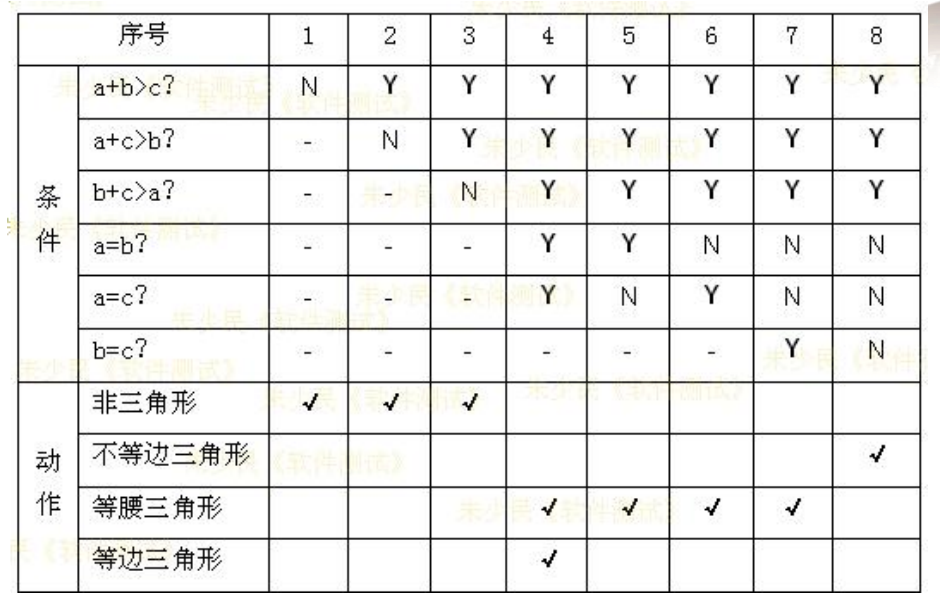 序号 1 2 3 4 5 6 7 8
条件 a+b>c? N Y Y Y Y Y Y Y
a+c>b? - N Y Y Y Y Y Y
b+c>a? - - N Y Y Y Y Y
a=b? - - - Y Y N N N
a=c? - - - Y N Y N N
b=c? - - - - - - Y N
动作 非三角形 √ √ √
不等边三角形 √
等腰三角形 √ √ √ √
等边三角形 √